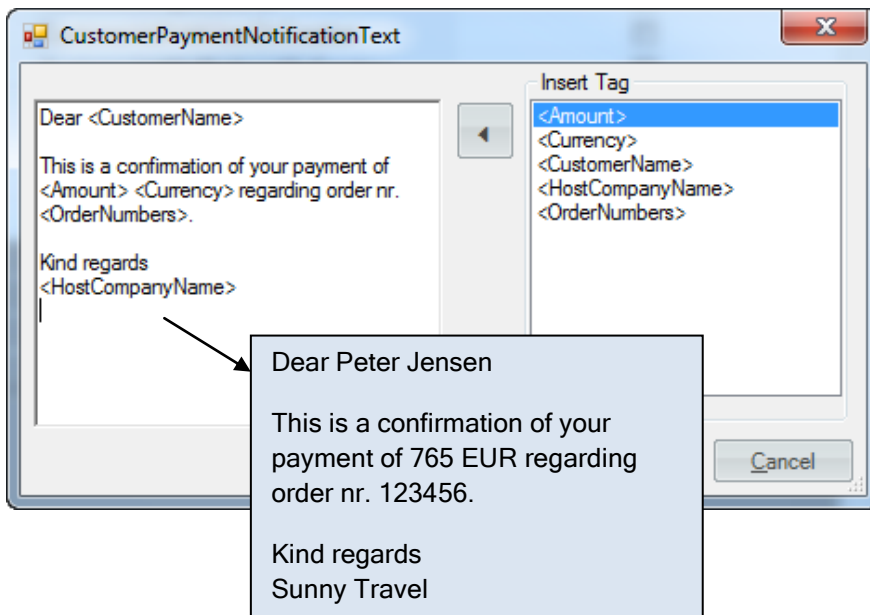 CustomerPaymentNotificationText
Dear <CustomerName>
This is a confirmation of your payment of
<Amount> <Currency> regarding order nr.
<OrderNumbers>.
Kind regards
<HostCompanyName>
Insert Tag
<Amount>
<Currency>
<CustomerName>
<HostCompanyName>
<OrderNumbers>
Dear Peter Jensen
This is a confirmation of your
payment of 765 EUR regarding
order nr. 123456.
Kind regards
Sunny Travel
Cancel